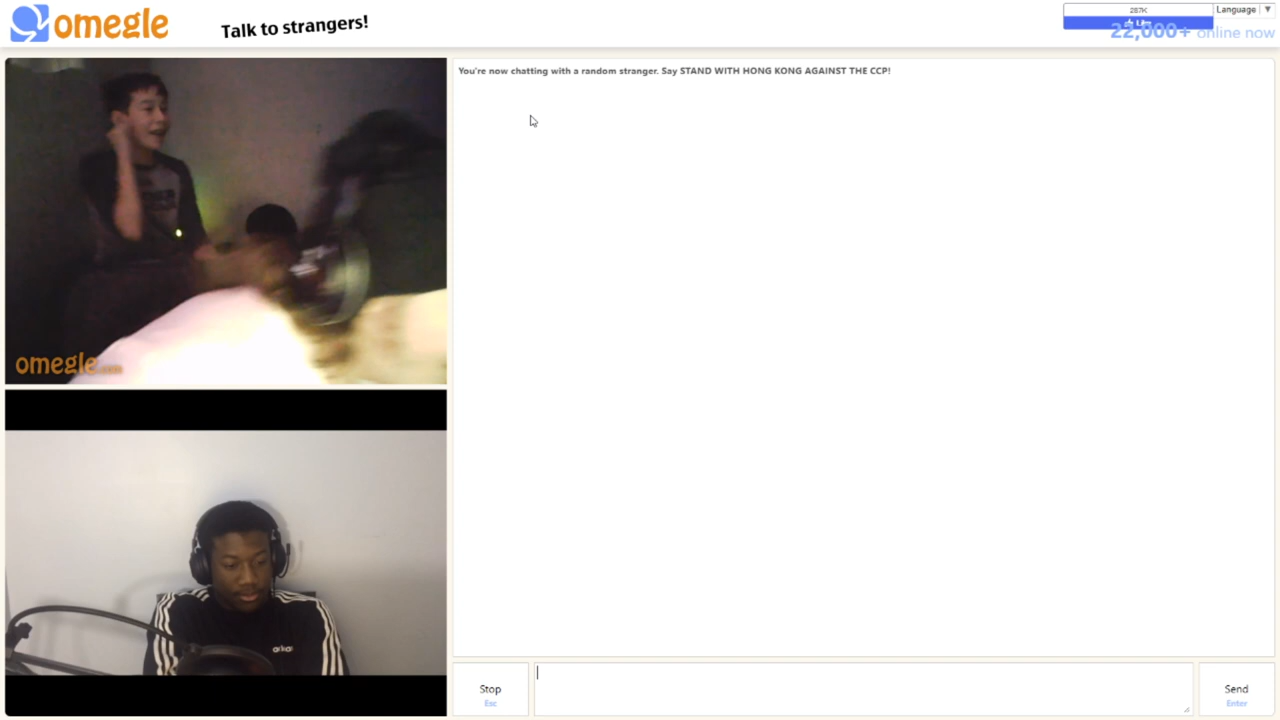 omegle
Talk to strangers!
287K
Language
22,000+ online now
You're now chatting with a random stranger. Say STAND WITH HONG KONG AGAINST THE CCP!
omegle.com
Stop
Esc
Send
Enter